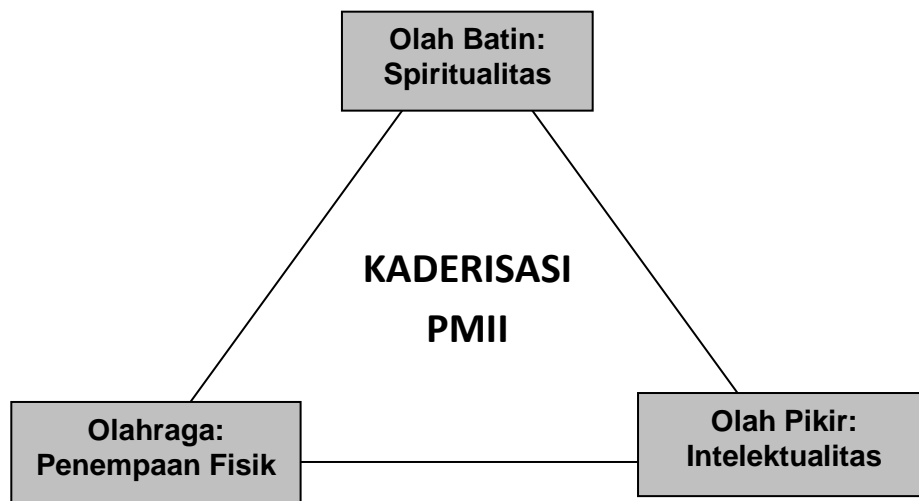 Olah Batin:
Spiritualitas
KADERISASI
PMII
Olahraga:
Penempaan Fisik
Olah Pikir:
Intelektualitas